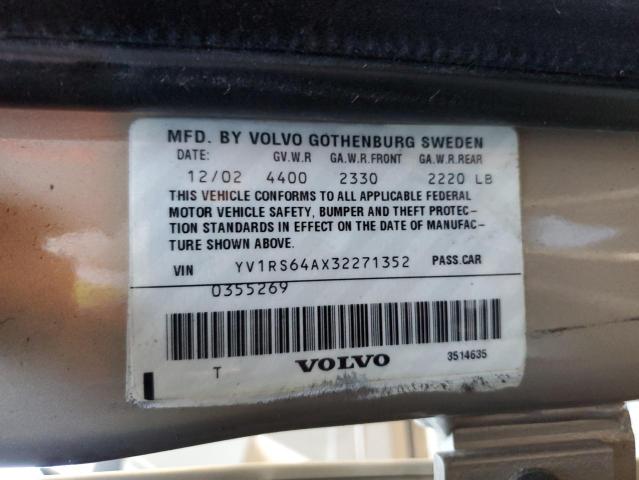 MFD. BY VOLVO GOTHENBURG SWEDEN
DATE: GV.W.R GA.W.R.FRONT GA.W.R.REAR
12/02 4400 2330 2220 LB
THIS VEHICLE CONFORMS TO ALL APPLICABLE FEDERAL
MOTOR VEHICLE SAFETY, BUMPER AND THEFT PROTEC–
TION STANDARDS IN EFFECT ON THE DATE OF MANUFAC–
TURE SHOWN ABOVE.
VIN YV1RS64AX32271352 PASS.CAR
0355269
T VOLVO 3514635